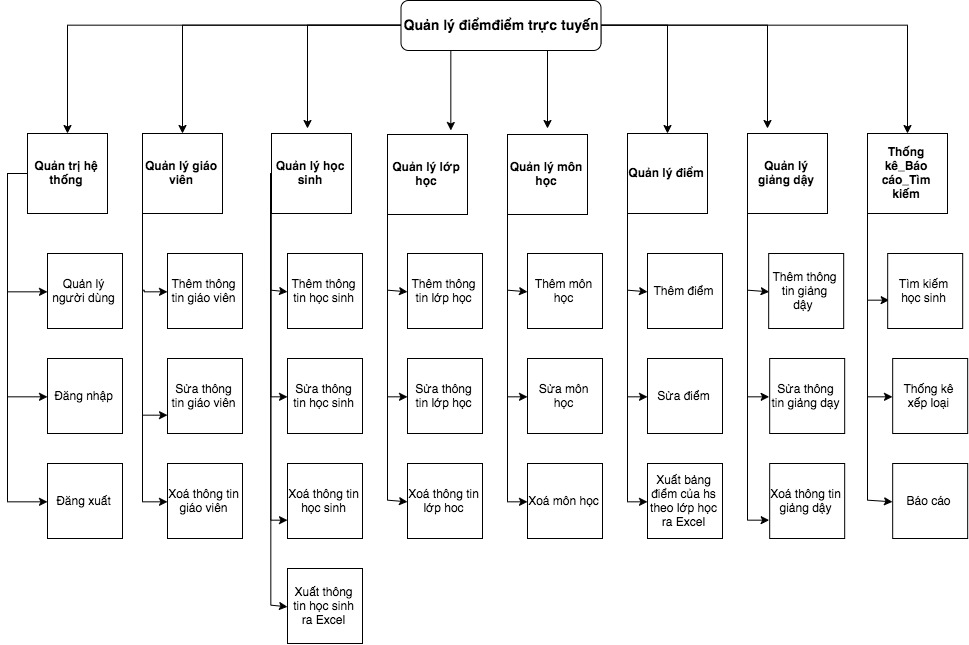 Quản lý điểmđiểm trực tuyến
Quản trị hệ
thống
Quản lý giáo
viên
Quản lý học
sinh
Quản lý lớp
học
Quản lý môn
học
Quản lý điểm
Quản lý
giảng dậy
Thống
kê_Báo
cáo_Tìm
kiếm
Quản lý
người dùng
Thêm thông
tin giáo viên
Thêm thông
tin học sinh
Thêm thông
tin lớp học
Thêm môn
học
Thêm điểm
Thêm thông
tin giảng
dậy
Tìm kiếm
học sinh
Đăng nhập
Sửa thông
tin giáo viên
Sửa thông
tin học sinh
Sửa thông
tin lớp học
Sửa môn
học
Sửa điểm
Sửa thông
tin giảng dạy
Thống kê
xếp loại
Đăng xuất
Xoá thông tin
giáo viên
Xoá thông tin
học sinh
Xoá thông tin
lớp hoc
Xoá môn học
Xuất bảng
điểm của hs
theo lớp học
ra Excel
Xoá thông tin
giảng dậy
Báo cáo
Xuất thông
tin học sinh
ra Excel